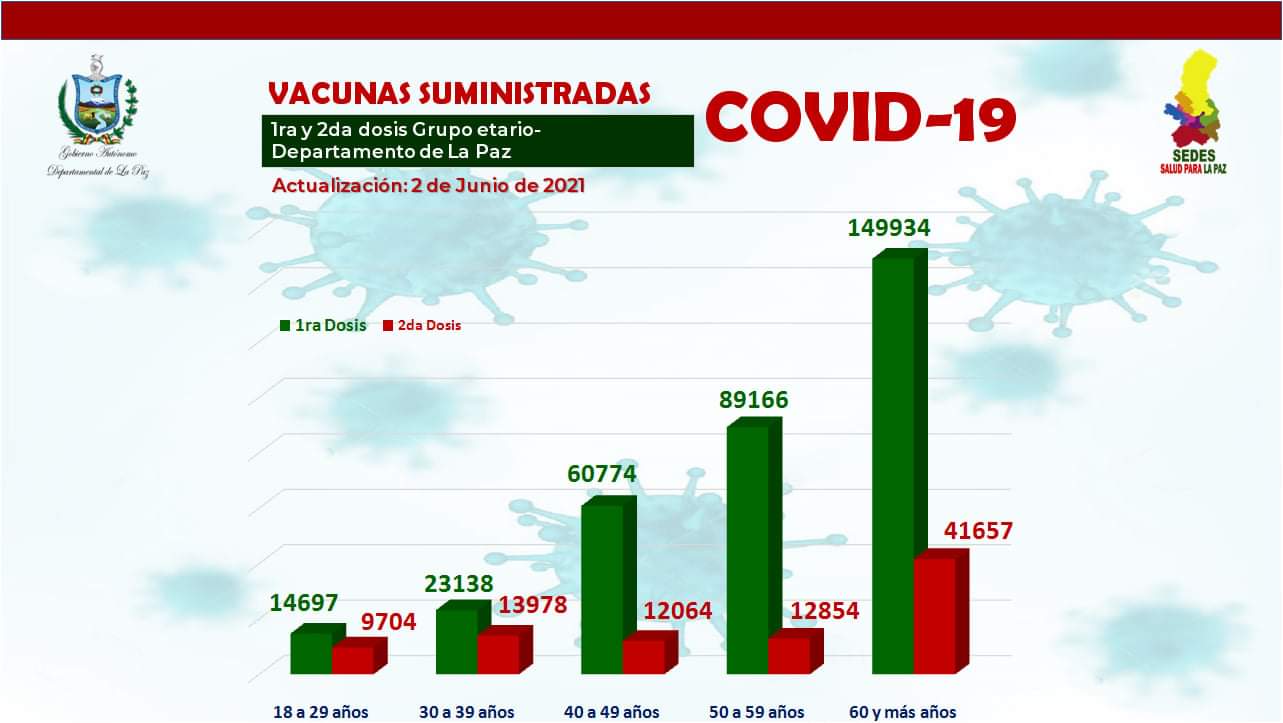 Gobierno Autónomo
Departamental de La Paz
VACUNAS SUMINISTRADAS
1ra y 2da dosis Grupo etario-
Departamento de La Paz
Actualización: 2 de Junio de 2021
COVID-19
SEDES
SALUD PARA LA PAZ
1ra Dosis 2da Dosis
14697
9704
23138
13978
60774
12064
89166
12854
149934
41657
18 a 29 años 30 a 39 años 40 a 49 años 50 a 59 años 60 y más años